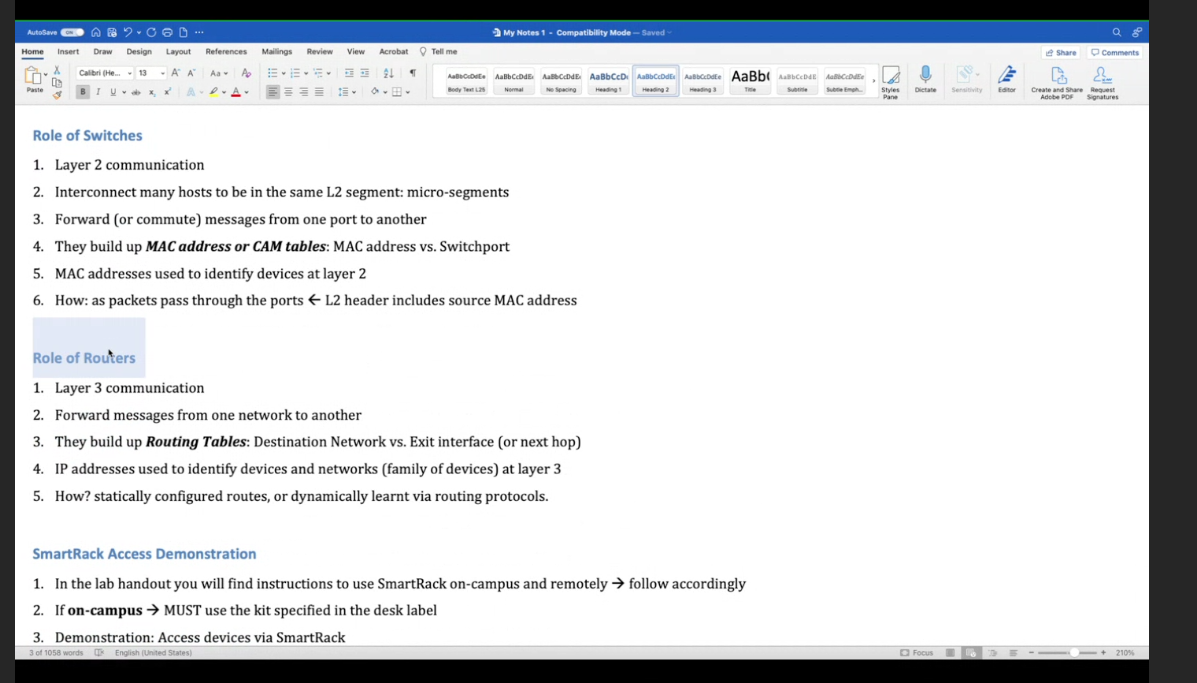 AutoSave ON My Notes 1 - Compatibility Mode — Saved
Home Insert Draw Design Layout References Mailings Review View Acrobat Tell me Share Comments
Paste Calibri (He... 13 A A Aa B I U ab x x A A
AaBbCcDdEe AaBbCcDdEe AaBbCcDdEe AaBbCcDc AaBbCcDdEe AaBbCcDdEe AaBb( AaBbCcDdE AaBbCcDdEe
Body Text L25 Normal No Spacing Heading 1 Heading 2 Heading 3 Title Subtitle Subtle Emph...
Styles Pane Dictate Sensitivity Editor Create and Share Adobe PDF Request Signatures
Role of Switches
1. Layer 2 communication
2. Interconnect many hosts to be in the same L2 segment: micro-segments
3. Forward (or commute) messages from one port to another
4. They build up MAC address or CAM tables: MAC address vs. Switchport
5. MAC addresses used to identify devices at layer 2
6. How: as packets pass through the ports ← L2 header includes source MAC address
Role of Routers
1. Layer 3 communication
2. Forward messages from one network to another
3. They build up Routing Tables: Destination Network vs. Exit interface (or next hop)
4. IP addresses used to identify devices and networks (family of devices) at layer 3
5. How? statically configured routes, or dynamically learnt via routing protocols.
SmartRack Access Demonstration
1. In the lab handout you will find instructions to use SmartRack on-campus and remotely → follow accordingly
2. If on-campus → MUST use the kit specified in the desk label
3. Demonstration: Access devices via SmartRack
3 of 1058 words English (United States) Focus 210%